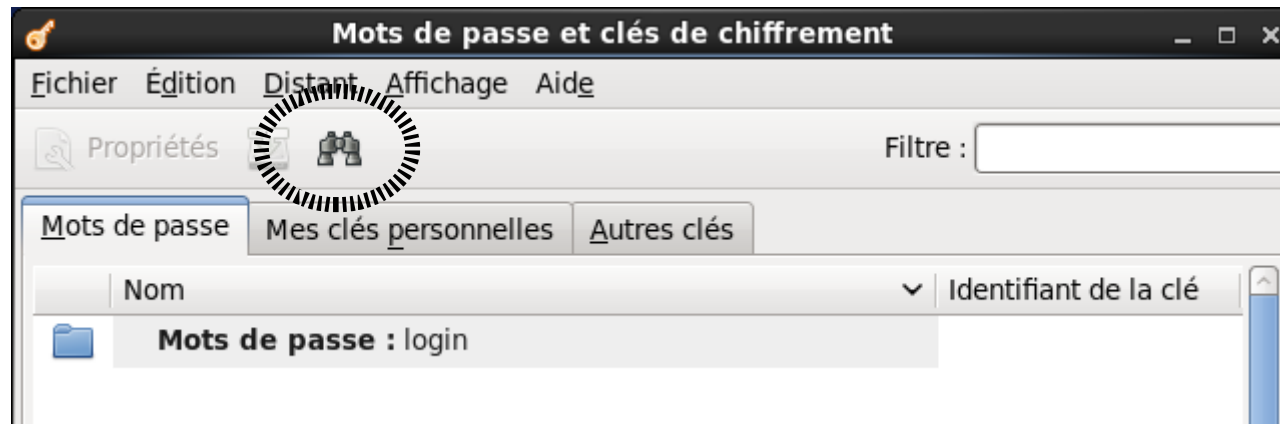 Mots de passe et clés de chiffrement
Fichier Édition Distant Affichage Aide
Propriétés Filtre :
Mots de passe Mes clés personnelles Autres clés
Nom Identifiant de la clé
Mots de passe : login